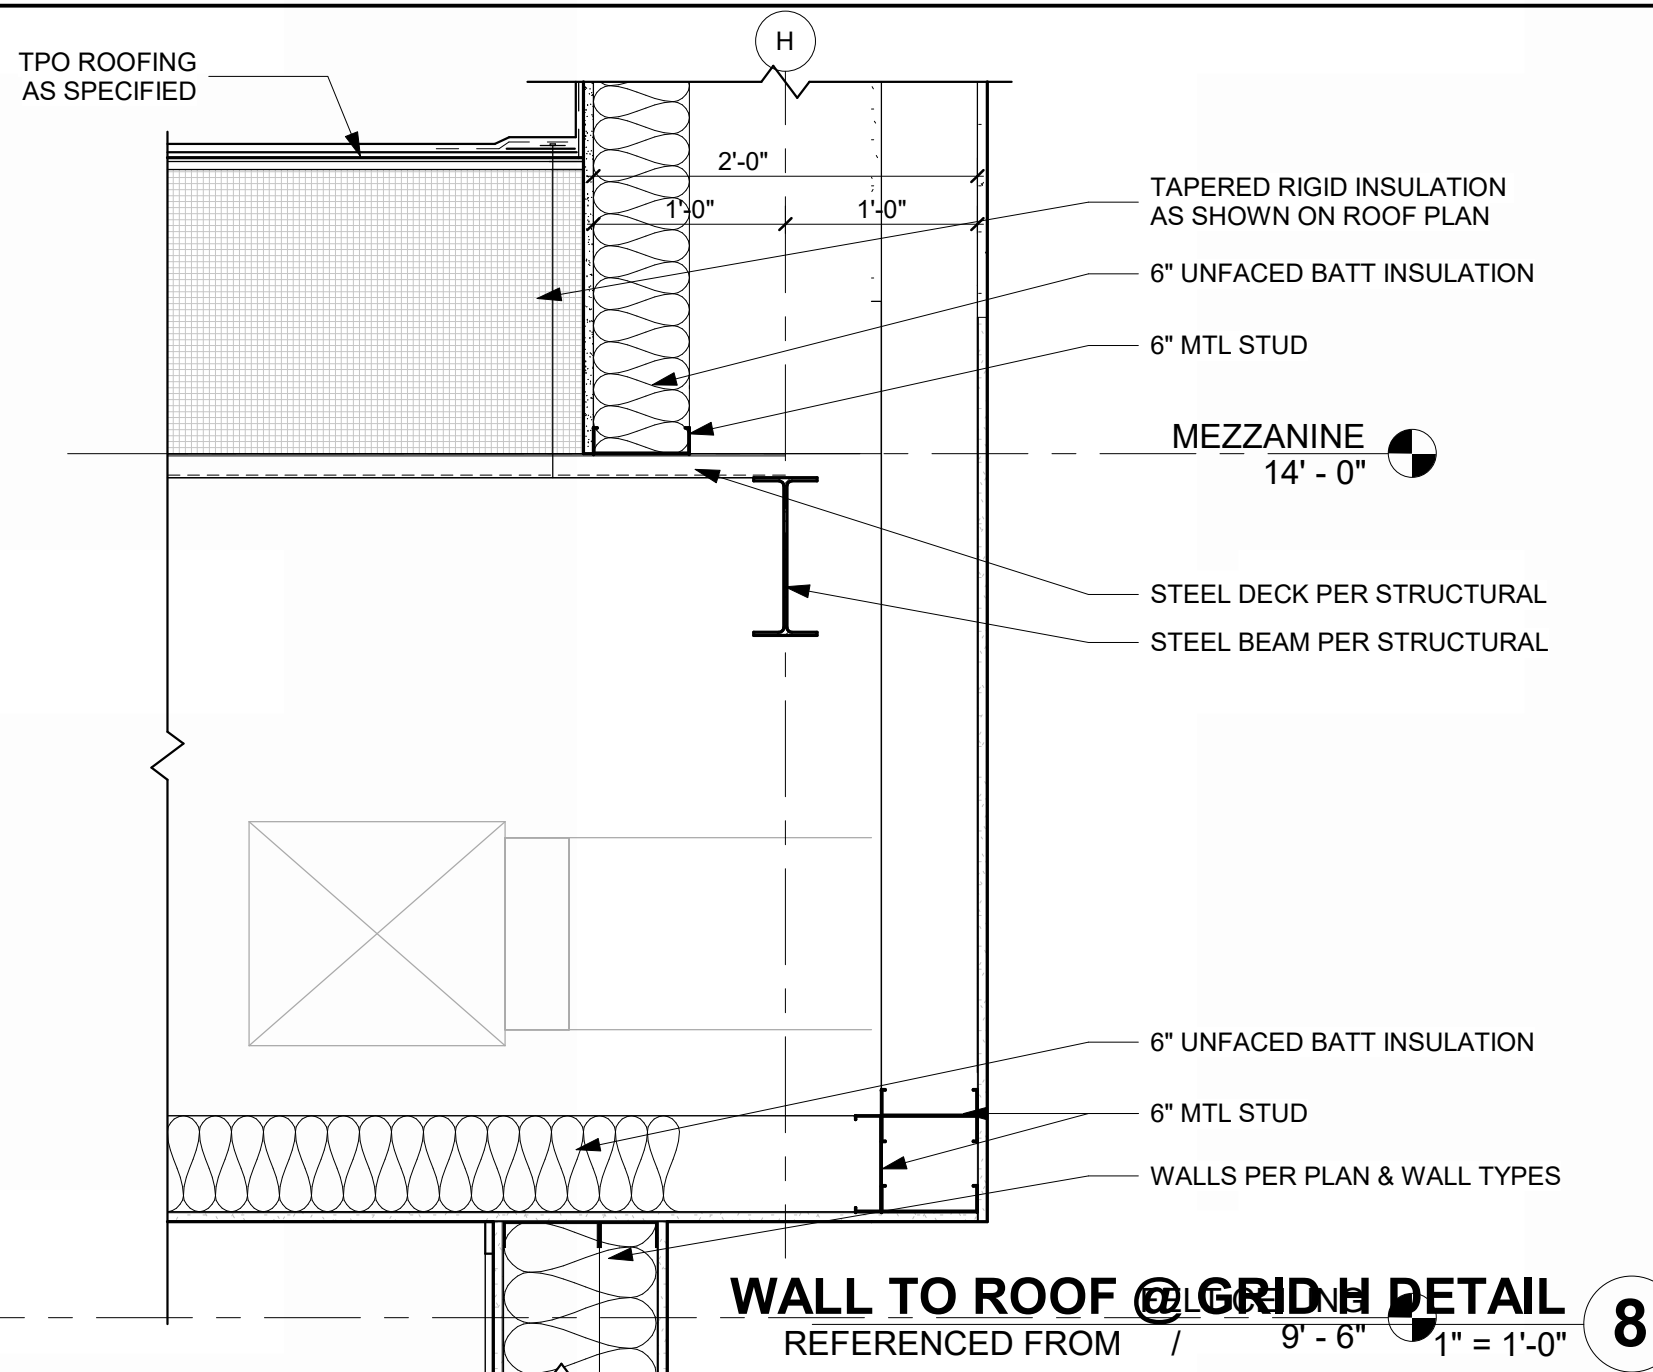 H
TPO ROOFING
AS SPECIFIED
2'-0"
1'-0"
1'-0"
TAPERED RIGID INSULATION
AS SHOWN ON ROOF PLAN
6" UNFACED BATT INSULATION
6" MTL STUD
MEZZANINE
14' - 0"
STEEL DECK PER STRUCTURAL
STEEL BEAM PER STRUCTURAL
6" UNFACED BATT INSULATION
6" MTL STUD
WALLS PER PLAN & WALL TYPES
WALL TO ROOF @ GRID H DETAIL
FELT CEILING
9' - 6"
REFERENCED FROM /
1" = 1'-0"
8